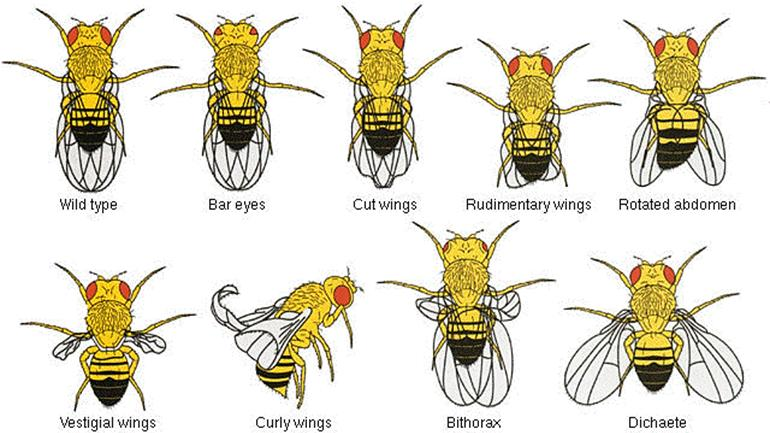 Wild type
Bar eyes
Cut wings
Rudimentary wings
Rotated abdomen
Vestigial wings
Curly wings
Bithorax
Dichaete